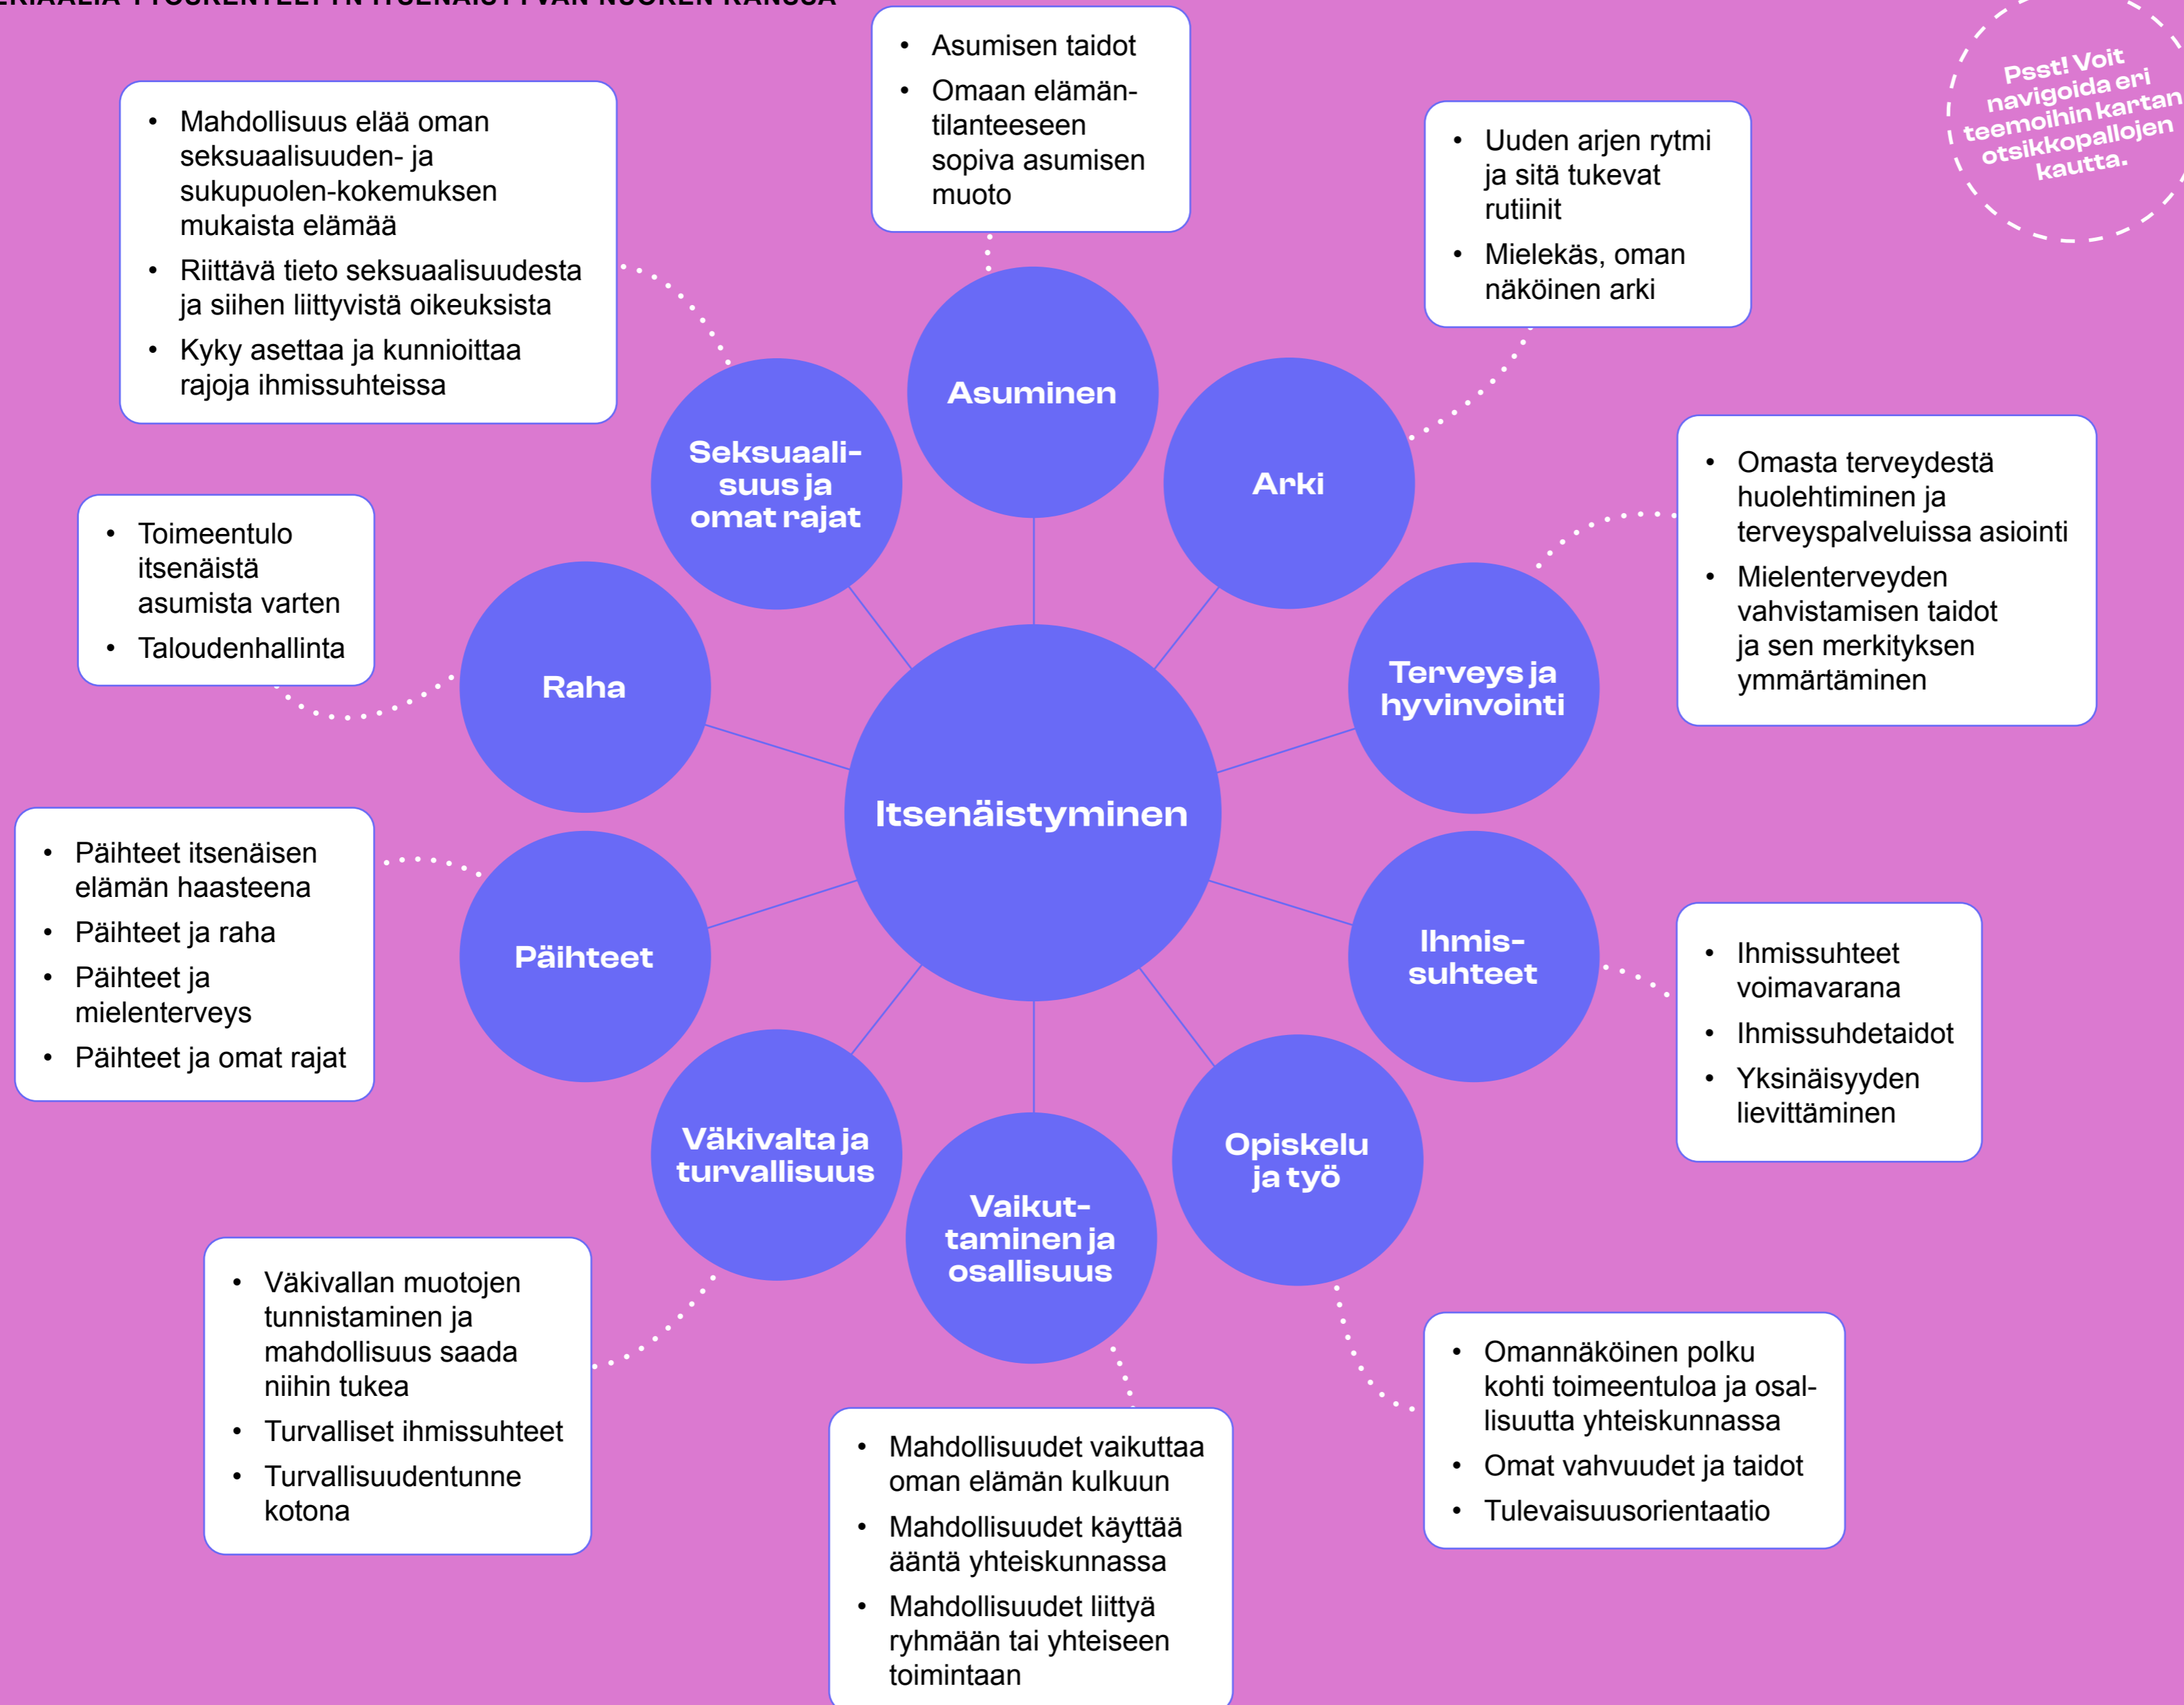 Psst! Voit
navigoida eri
teemoihin kartan
otsikkopallojen
kautta.
• Asumisen taidot
• Omaan elämän-
tilanteeseen
sopiva asumisen
muoto
• Mahdollisuus elää oman
seksuaalisuuden- ja
sukupuolen-kokemuksen
mukaista elämää
• Riittävä tieto seksuaalisuudesta
ja siihen liittyvistä oikeuksista
• Kyky asettaa ja kunnioittaa
rajoja ihmissuhteissa
• Uuden arjen rytmi
ja sitä tukevat
rutiinit
• Mielekäs, oman
näköinen arki
Asuminen
Seksuaali-
suus ja
omat rajat
Arki
• Omasta terveydestä
huolehtiminen ja
terveyspalveluissa asiointi
• Mielenterveyden
vahvistamisen taidot
ja sen merkityksen
ymmärtäminen
• Toimeentulo
itsenäistä
asumista varten
• Taloudenhallinta
Raha
Terveys ja
hyvinvointi
Itsenäistyminen
• Päihteet itsenäisen
elämän haasteena
• Päihteet ja raha
• Päihteet ja
mielenterveys
• Päihteet ja omat rajat
Päihteet
Ihmis-
suhteet
• Ihmissuhteet
voimavarana
• Ihmissuhdetaidot
• Yksinäisyyden
lievittäminen
Väkivalta ja
turvallisuus
Vaikut-
taminen ja
osallisuus
Opiskelu
ja työ
• Väkivallan muotojen
tunnistaminen ja
mahdollisuus saada
niihin tukea
• Turvalliset ihmissuhteet
• Turvallisuudentunne
kotona
• Mahdollisuudet vaikuttaa
oman elämän kulkuun
• Mahdollisuudet käyttää
ääntä yhteiskunnassa
• Mahdollisuudet liittyä
ryhmään tai yhteiseen
toimintaan
• Omannäköinen polku
kohti toimeentuloa ja osal-
lisuutta yhteiskunnassa
• Omat vahvuudet ja taidot
• Tulevaisuusorientaatio